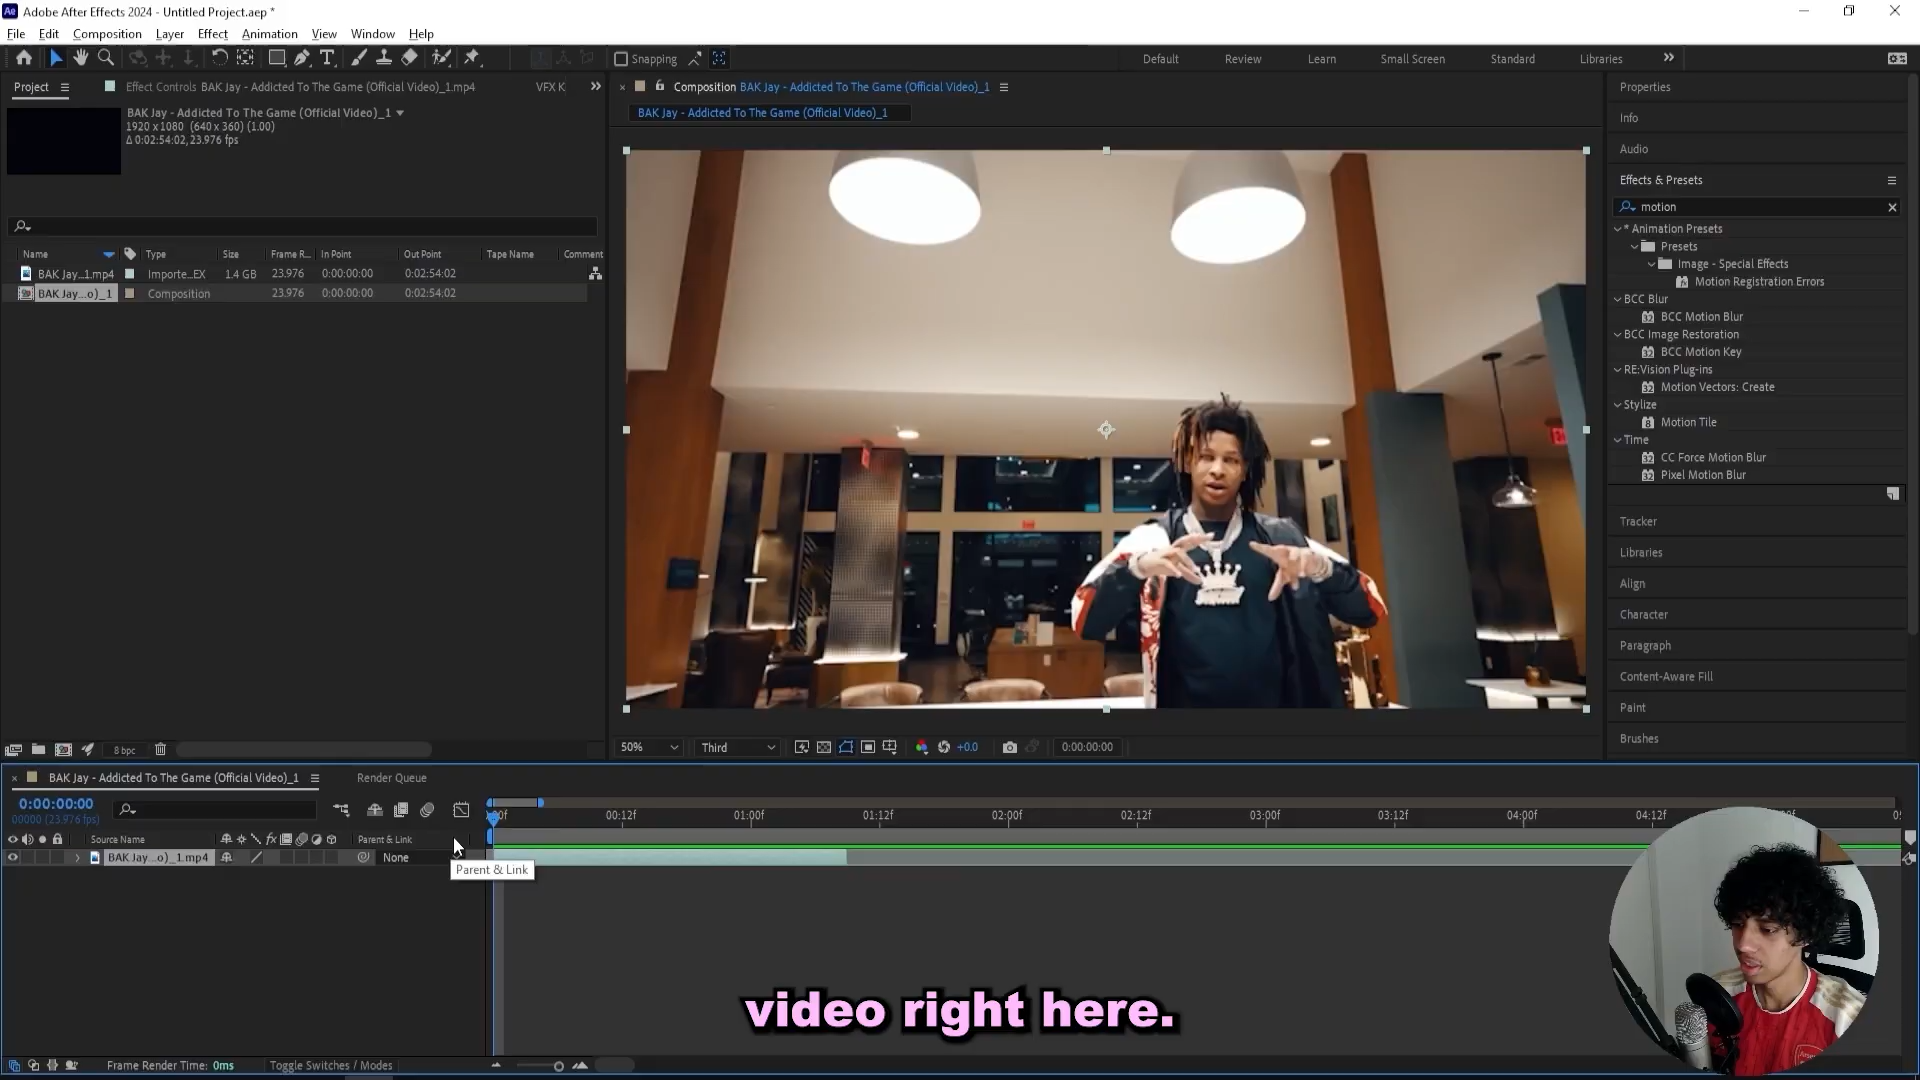 Adobe After Effects 2024 - Untitled Project.aep *
File Edit Composition Layer Effect Animation View Window Help
Snapping
Default Review Learn Small Screen Standard Libraries
Project
Effect Controls BAK Jay - Addicted To The Game (Official Video)_1.mp4
VFX K
BAK Jay - Addicted To The Game (Official Video)_1
1920 x 1080 (640 x 360) (1.00)
Δ 0:02:54:02, 23.976 fps
Name Type Size Frame R... In Point Out Point Tape Name Comment
BAK Jay...1.mp4 Importe...EX 1.4 GB 23.976 0:00:00:00 0:02:54:02
BAK Jay...o)_1 Composition 23.976 0:00:00:00 0:02:54:02
8 bpc
Composition BAK Jay - Addicted To The Game (Official Video)_1
BAK Jay - Addicted To The Game (Official Video)_1
50% Third +0.0 0:00:00:00
Properties
Info
Audio
Effects & Presets
motion
* Animation Presets
Presets
Image - Special Effects
Motion Registration Errors
BCC Blur
BCC Motion Blur
BCC Image Restoration
BCC Motion Key
RE:Vision Plug-ins
Motion Vectors: Create
Stylize
Motion Tile
Time
CC Force Motion Blur
Pixel Motion Blur
Tracker
Libraries
Align
Character
Paragraph
Content-Aware Fill
Paint
Brushes
BAK Jay - Addicted To The Game (Official Video)_1
Render Queue
0:00:00:00
00000 (23.976 fps)
00:12f 01:00f 01:12f 02:00f 02:12f 03:00f 03:12f 04:00f 04:12f
Source Name Parent & Link
BAK Jay...o)_1.mp4 None
Parent & Link
video right here.
Frame Render Time: 0ms Toggle Switches / Modes